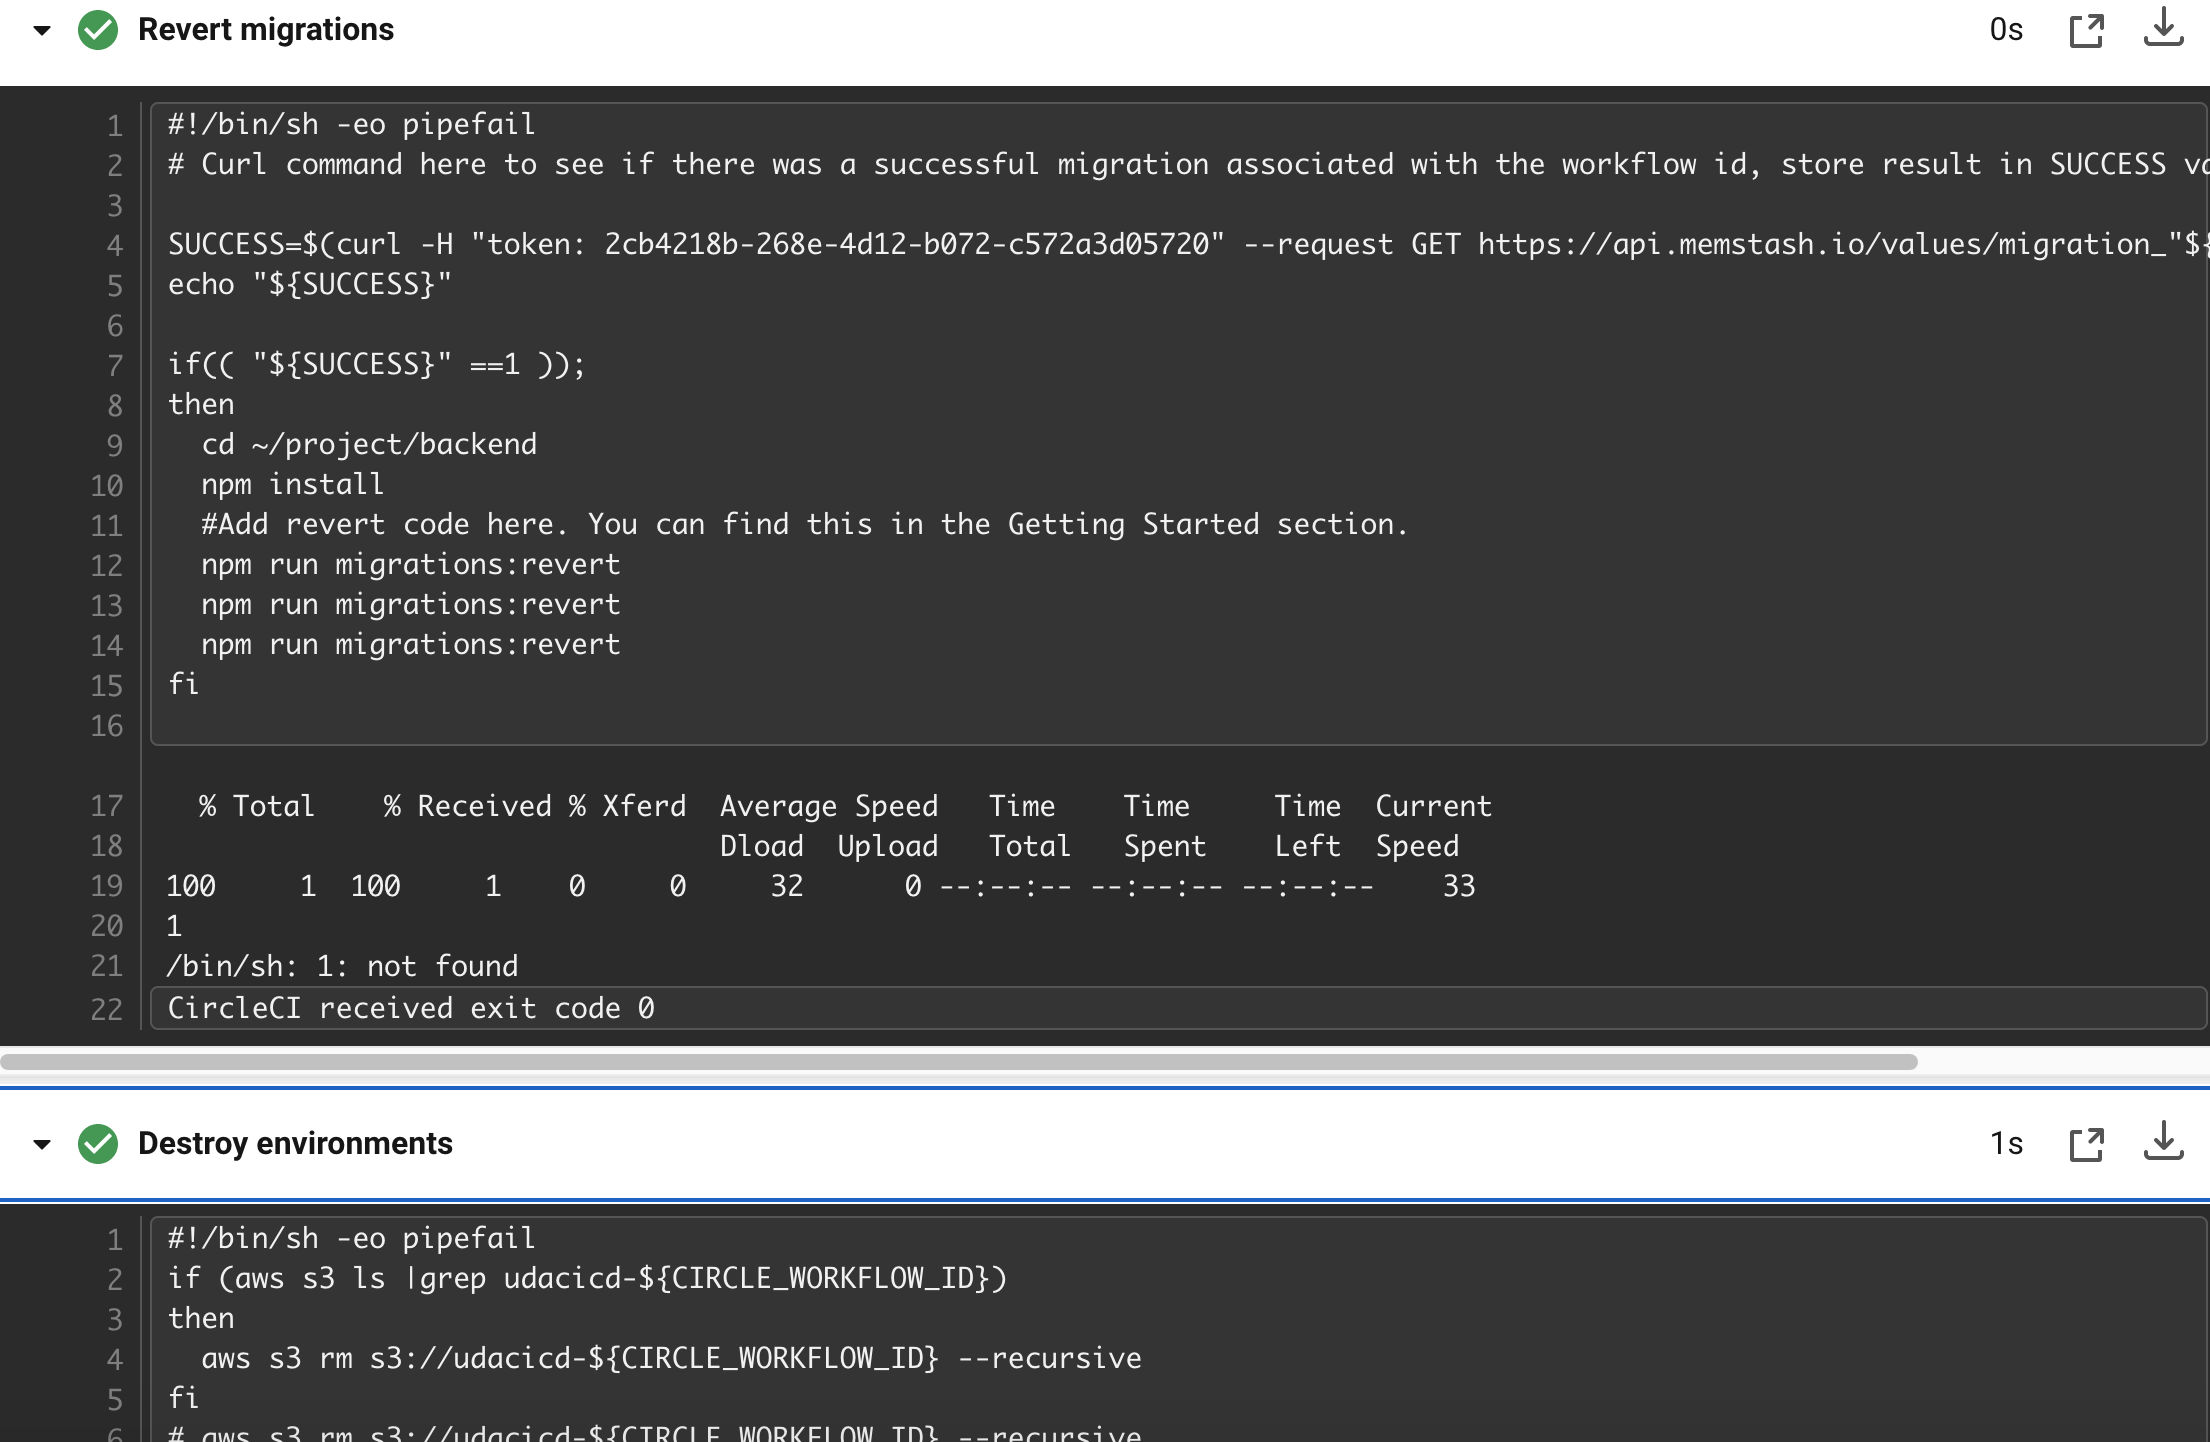 Revert migrations 0s
1 #!/bin/sh -eo pipefail
2 # Curl command here to see if there was a successful migration associated with the workflow id, store result in SUCCESS va
3
4 SUCCESS=$(curl -H "token: 2cb4218b-268e-4d12-b072-c572a3d05720" --request GET https://api.memstash.io/values/migration_"${
5 echo "${SUCCESS}"
6
7 if(( "${SUCCESS}" ==1 ));
8 then
9   cd ~/project/backend
10   npm install
11   #Add revert code here. You can find this in the Getting Started section.
12   npm run migrations:revert
13   npm run migrations:revert
14   npm run migrations:revert
15 fi
16
17   % Total    % Received % Xferd  Average Speed   Time    Time     Time  Current
18                                  Dload  Upload   Total   Spent    Left  Speed
19 100     1  100     1    0     0     32      0 --:--:-- --:--:-- --:--:--    33
20 1
21 /bin/sh: 1: not found
22 CircleCI received exit code 0
Destroy environments 1s
1 #!/bin/sh -eo pipefail
2 if (aws s3 ls |grep udacicd-${CIRCLE_WORKFLOW_ID})
3 then
4   aws s3 rm s3://udacicd-${CIRCLE_WORKFLOW_ID} --recursive
5 fi
6 # aws s3 rm s3://udacicd-${CIRCLE_WORKFLOW_ID} --recursive